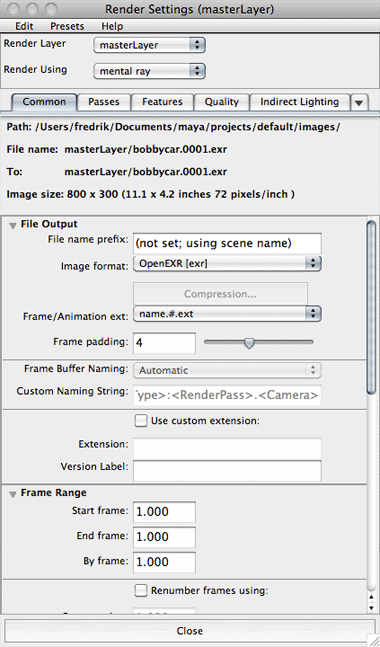 Render Settings (masterLayer)
Edit Presets Help
Render Layer masterLayer
Render Using mental ray
Common Passes Features Quality Indirect Lighting
Path: /Users/fredrik/Documents/maya/projects/default/images/
File name: masterLayer/bobbycar.0001.exr
To: masterLayer/bobbycar.0001.exr
Image size: 800 x 300 (11.1 x 4.2 inches 72 pixels/inch )
File Output
File name prefix: (not set; using scene name)
Image format: OpenEXR [exr]
Compression...
Frame/Animation ext: name.#.ext
Frame padding: 4
Frame Buffer Naming: Automatic
Custom Naming String: ype>:<RenderPass>.<Camera>
Use custom extension:
Extension:
Version Label:
Frame Range
Start frame: 1.000
End frame: 1.000
By frame: 1.000
Renumber frames using:
Close